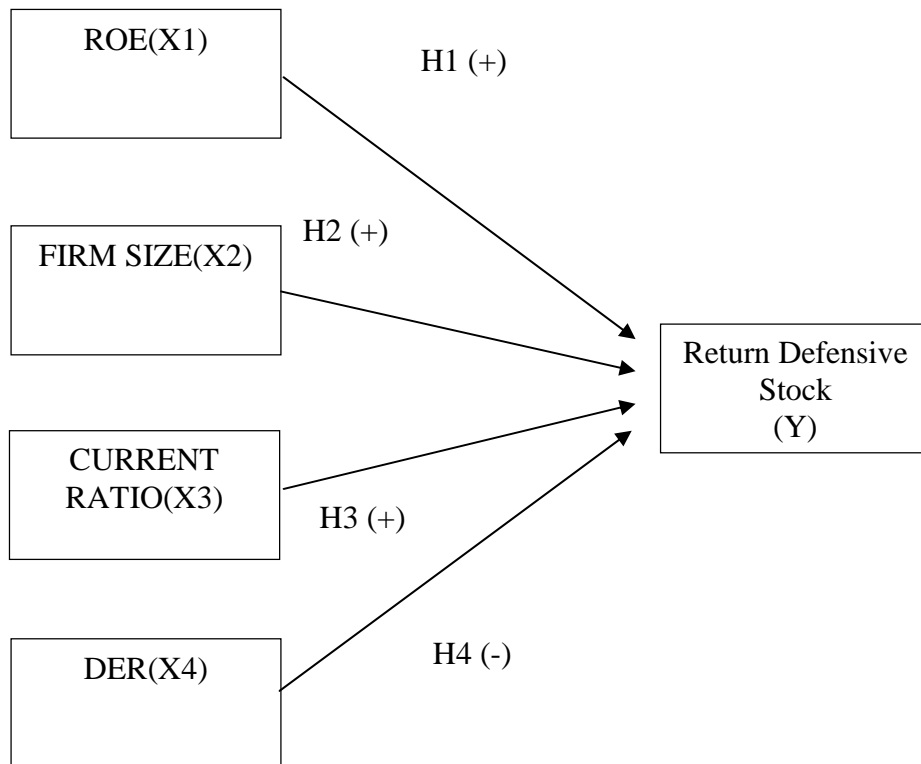 ROE(X1)
H1 (+)
H2 (+)
FIRM SIZE(X2)
Return Defensive
Stock
(Y)
CURRENT
RATIO(X3)
H3 (+)
DER(X4)
H4 (-)